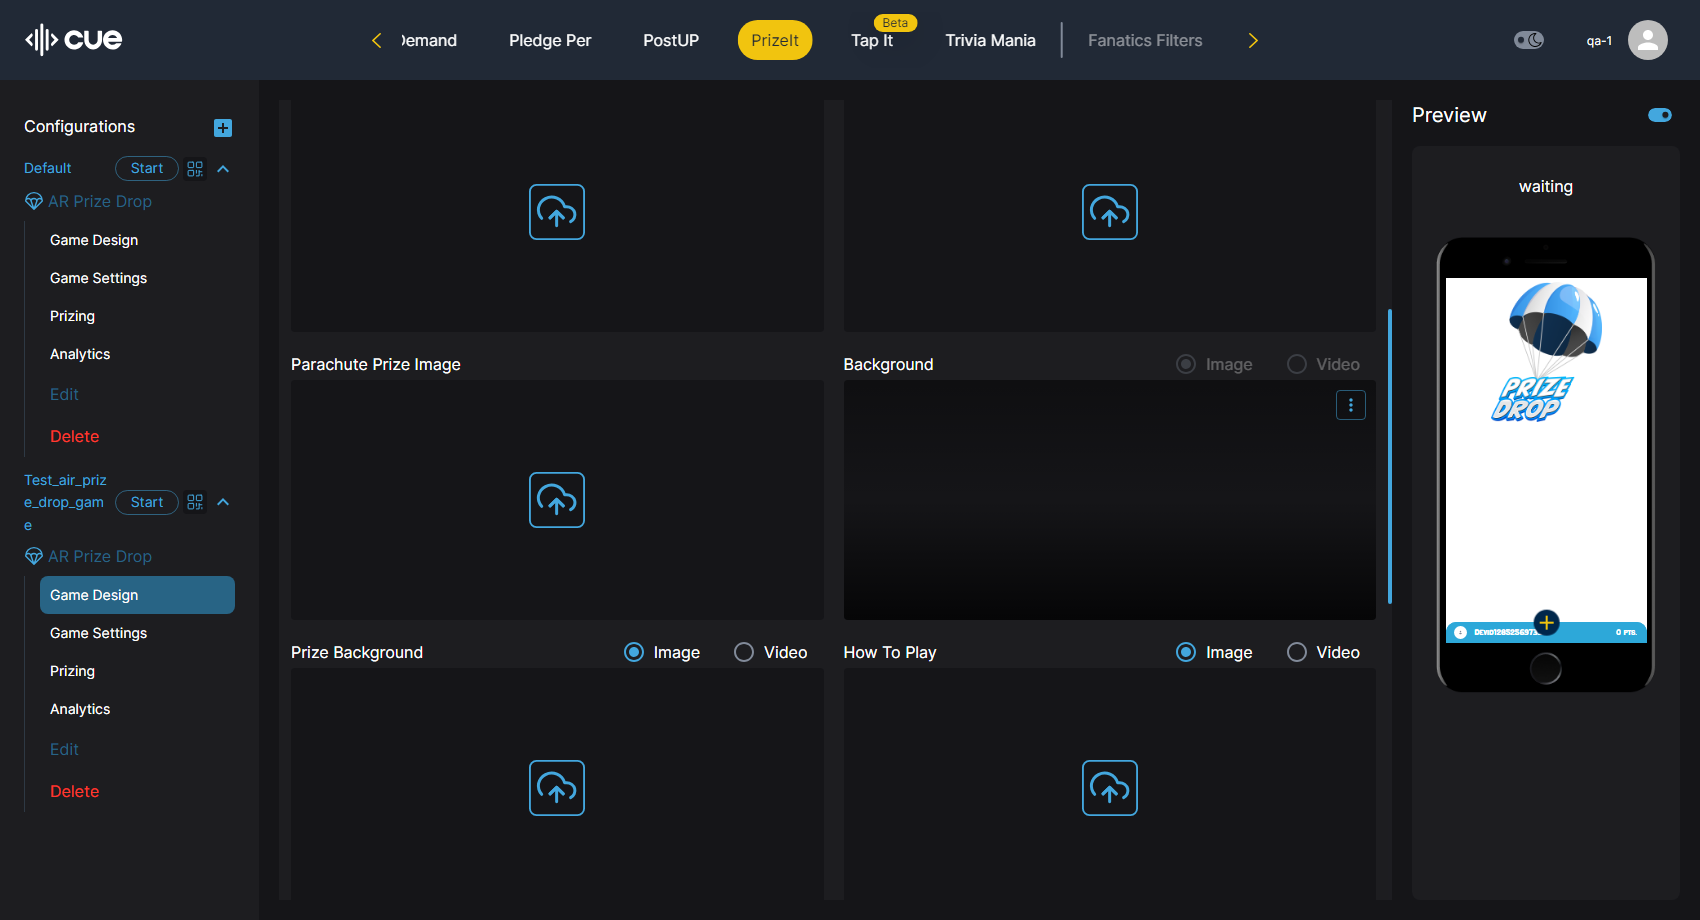 cue
Demand
Pledge Per
PostUP
PrizeIt
Beta
Tap It
Trivia Mania
Fanatics Filters
qa-1
Configurations
Default
Start
AR Prize Drop
Game Design
Game Settings
Prizing
Analytics
Edit
Delete
Test_air_priz
e_drop_gam
e
Start
AR Prize Drop
Game Design
Game Settings
Prizing
Analytics
Edit
Delete
Parachute Prize Image
Background
Image
Video
Prize Background
Image
Video
How To Play
Image
Video
Preview
waiting
PRIZE
DROP
0 PTS.